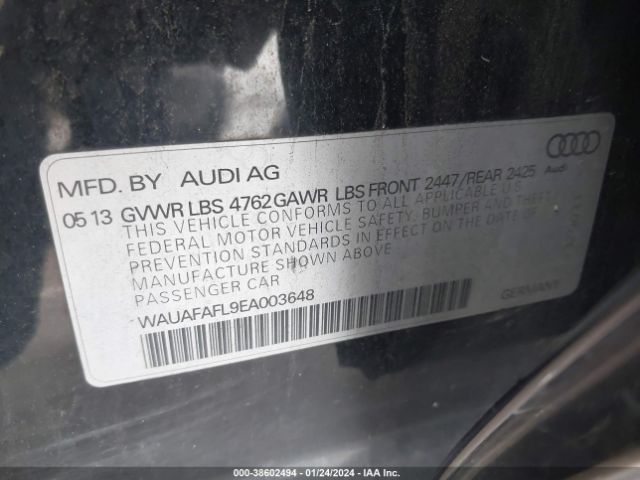 MFD. BY AUDI AG
Audi
05 13 GVWR LBS 4762 GAWR LBS FRONT 2447/REAR 2425
THIS VEHICLE CONFORMS TO ALL APPLICABLE U.S.
FEDERAL MOTOR VEHICLE SAFETY, BUMPER AND THEFT
PREVENTION STANDARDS IN EFFECT ON THE DATE OF
MANUFACTURE SHOWN ABOVE.
PASSENGER CAR
WAUAFAFL9EA003648
GERMANY
000-38602494 - 01/24/2024 - IAA Inc.